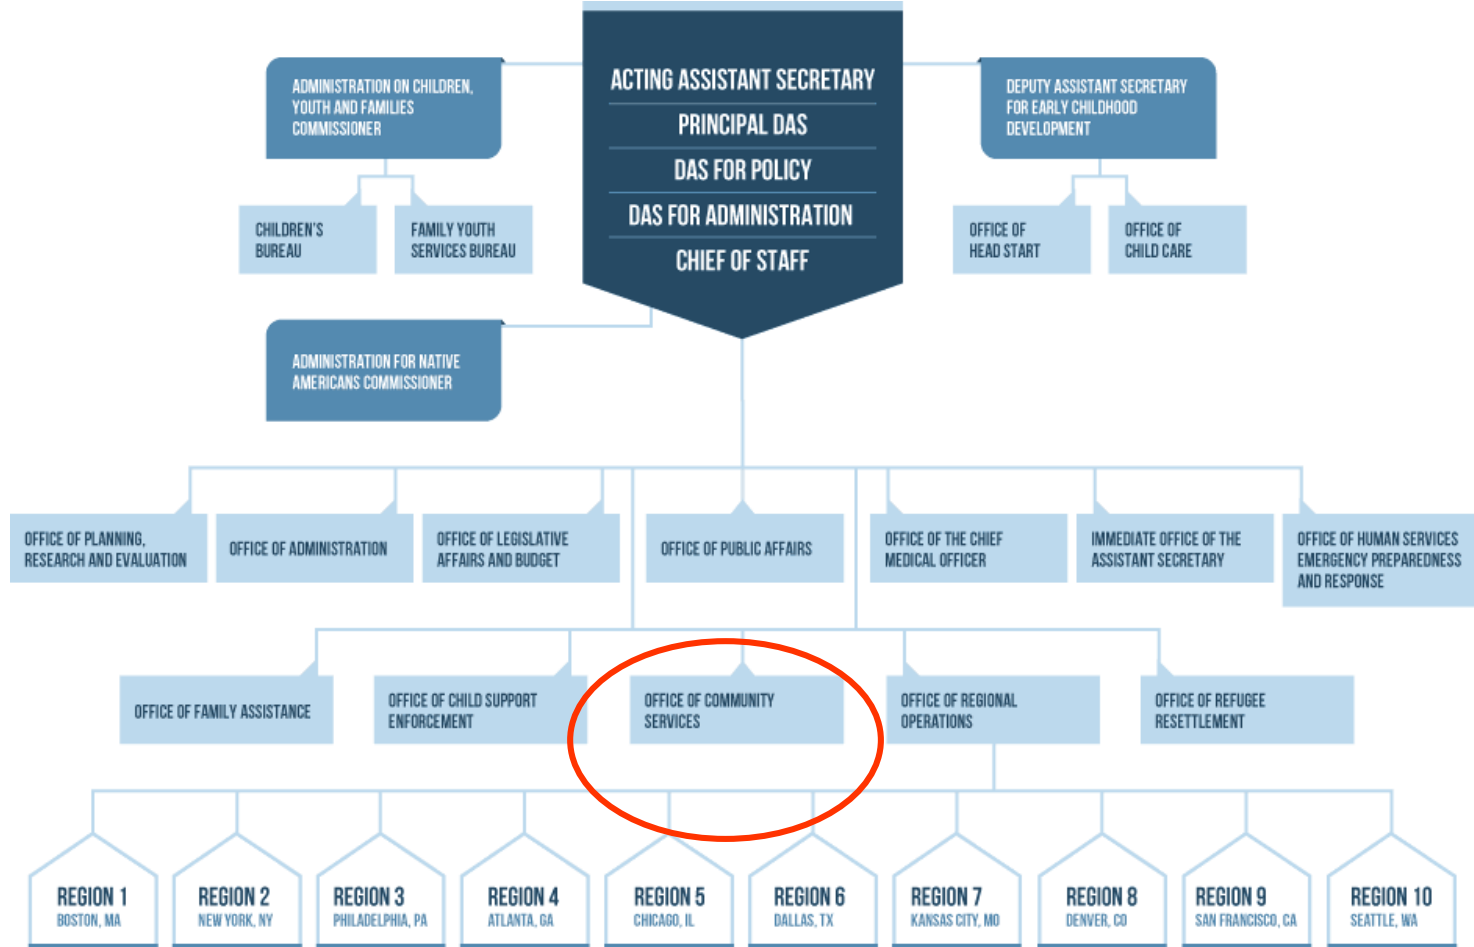 ACTING ASSISTANT SECRETARY
PRINCIPAL DAS
DAS FOR POLICY
DAS FOR ADMINISTRATION
CHIEF OF STAFF
ADMINISTRATION ON CHILDREN,
YOUTH AND FAMILIES
COMMISSIONER
DEPUTY ASSISTANT SECRETARY
FOR EARLY CHILDHOOD
DEVELOPMENT
CHILDREN'S
BUREAU
FAMILY YOUTH
SERVICES BUREAU
OFFICE OF
HEAD START
OFFICE OF
CHILD CARE
ADMINISTRATION FOR NATIVE
AMERICANS COMMISSIONER
OFFICE OF PLANNING,
RESEARCH AND EVALUATION
OFFICE OF ADMINISTRATION
OFFICE OF LEGISLATIVE
AFFAIRS AND BUDGET
OFFICE OF PUBLIC AFFAIRS
OFFICE OF THE CHIEF
MEDICAL OFFICER
IMMEDIATE OFFICE OF THE
ASSISTANT SECRETARY
OFFICE OF HUMAN SERVICES
EMERGENCY PREPAREDNESS
AND RESPONSE
OFFICE OF FAMILY ASSISTANCE
OFFICE OF CHILD SUPPORT
ENFORCEMENT
OFFICE OF COMMUNITY
SERVICES
OFFICE OF REGIONAL
OPERATIONS
OFFICE OF REFUGEE
RESETTLEMENT
REGION 1
BOSTON, MA
REGION 2
NEW YORK, NY
REGION 3
PHILADELPHIA, PA
REGION 4
ATLANTA, GA
REGION 5
CHICAGO, IL
REGION 6
DALLAS, TX
REGION 7
KANSAS CITY, MO
REGION 8
DENVER, CO
REGION 9
SAN FRANCISCO, CA
REGION 10
SEATTLE, WA